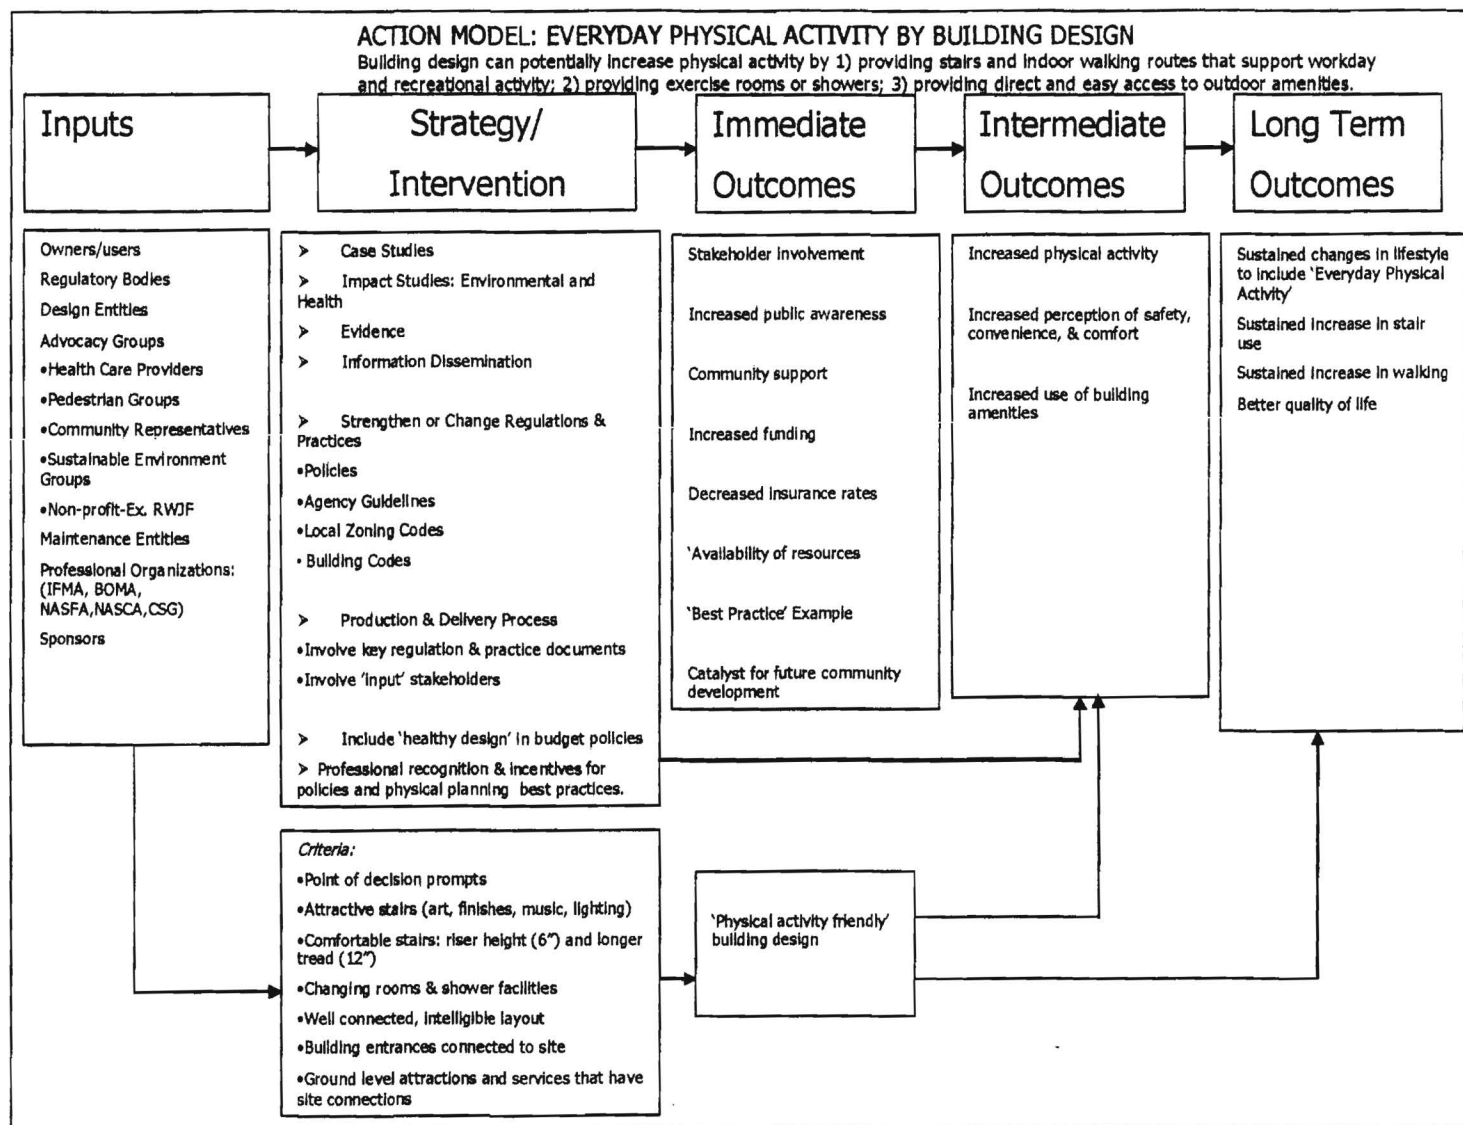 ACTION MODEL: EVERYDAY PHYSICAL ACTIVITY BY BUILDING DESIGN
Building design can potentially increase physical activity by 1) providing stairs and indoor walking routes that support workday
and recreational activity; 2) providing exercise rooms or showers; 3) providing direct and easy access to outdoor amenities.
Inputs
Strategy/
Intervention
Immediate
Outcomes
Intermediate
Outcomes
Long Term
Outcomes
Owners/users
Regulatory Bodies
Design Entities
Advocacy Groups
•Health Care Providers
•Pedestrian Groups
•Community Representatives
•Sustainable Environment
Groups
•Non-profit-Ex. RWJF
Maintenance Entities
Professional Organizations:
(IFMA, BOMA,
NASFA,NASCA,CSG)
Sponsors
➢ Case Studies
➢ Impact Studies: Environmental and
Health
➢ Evidence
➢ Information Dissemination
➢ Strengthen or Change Regulations &
Practices
•Policies
•Agency Guidelines
•Local Zoning Codes
• Building Codes
➢ Production & Delivery Process
•Involve key regulation & practice documents
•Involve 'input' stakeholders
➢ Include 'healthy design' in budget policies
➢ Professional recognition & incentives for
policies and physical planning best practices.
Stakeholder involvement
Increased public awareness
Community support
Increased funding
Decreased insurance rates
'Availability of resources
'Best Practice' Example
Catalyst for future community
development
Increased physical activity
Increased perception of safety,
convenience, & comfort
Increased use of building
amenities
Sustained changes in lifestyle
to include 'Everyday Physical
Activity'
Sustained increase in stair
use
Sustained increase in walking
Better quality of life
Criteria:
•Point of decision prompts
•Attractive stairs (art, finishes, music, lighting)
•Comfortable stairs: riser height (6") and longer
tread (12")
•Changing rooms & shower facilities
•Well connected, intelligible layout
•Building entrances connected to site
•Ground level attractions and services that have
site connections
'Physical activity friendly'
building design